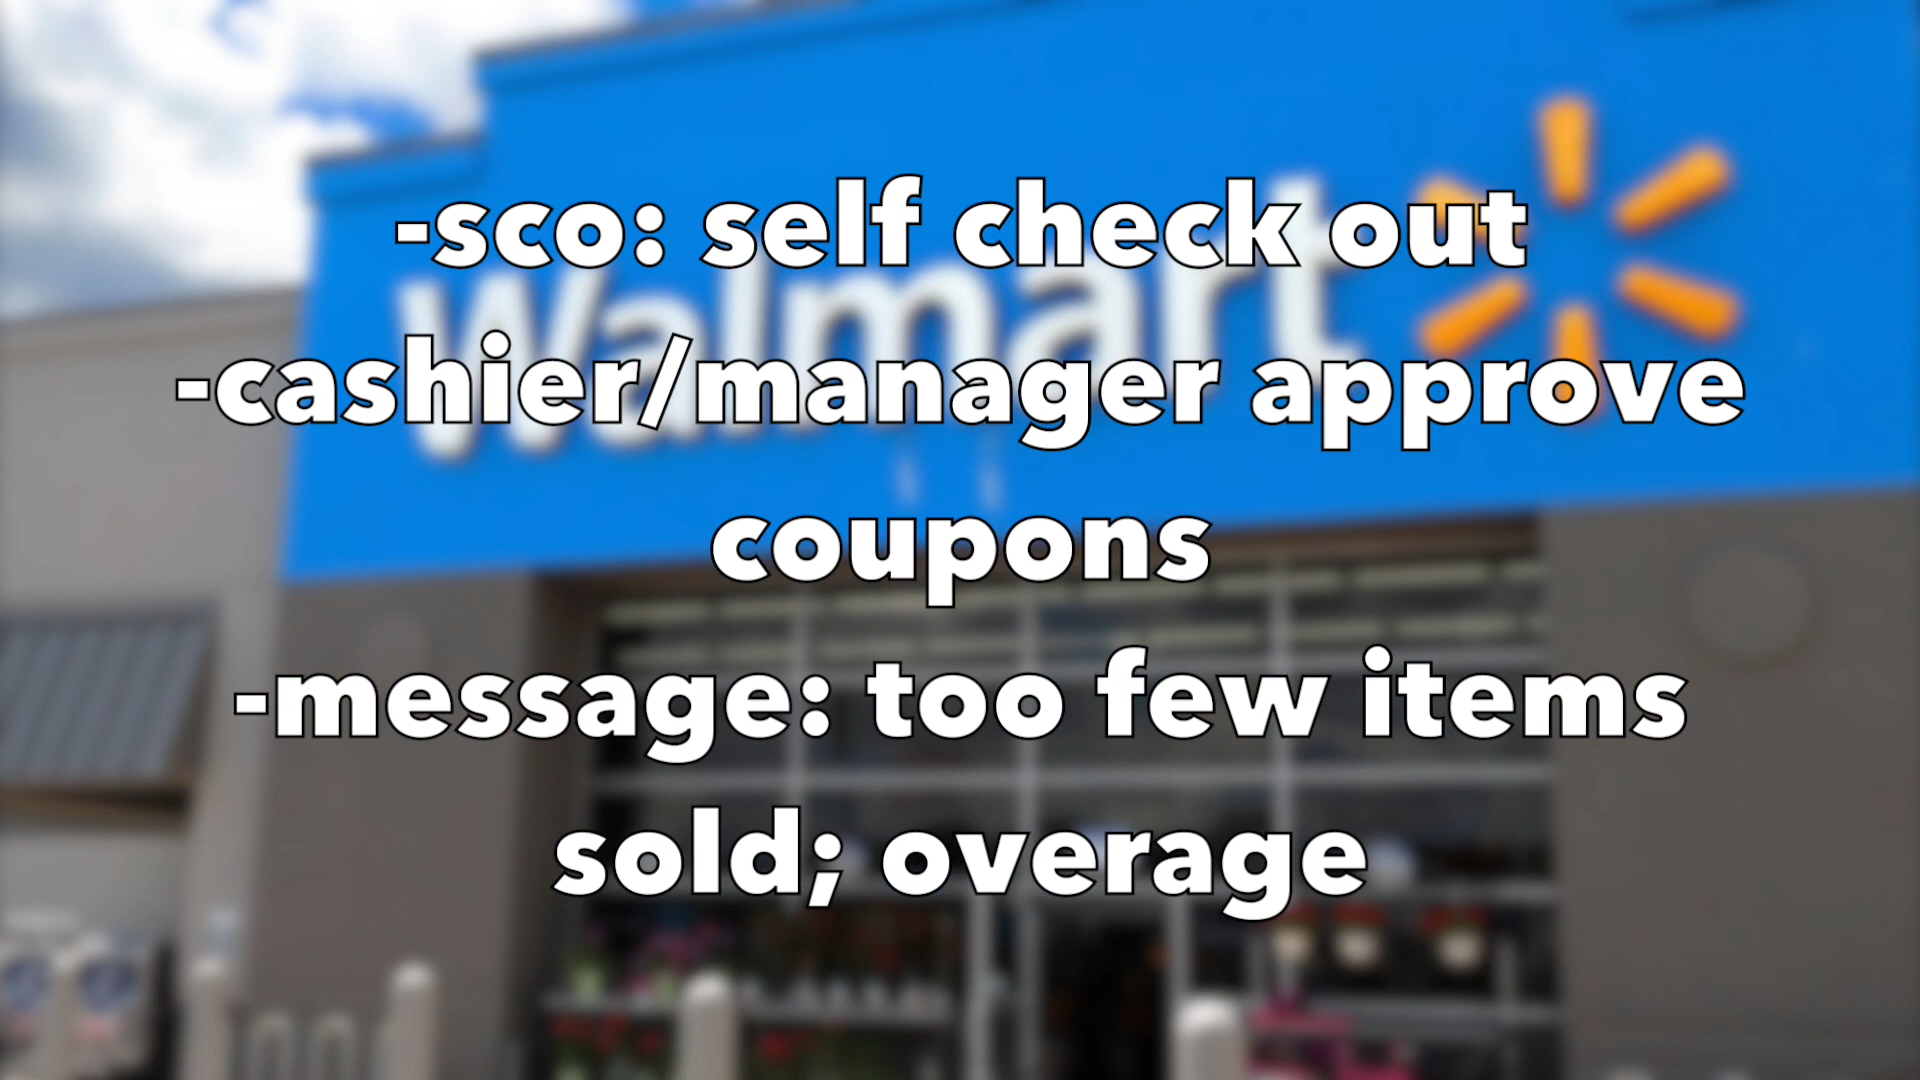 -sco: self check out
Walmart
-cashier/manager approve
coupons
-message: too few items
sold; overage